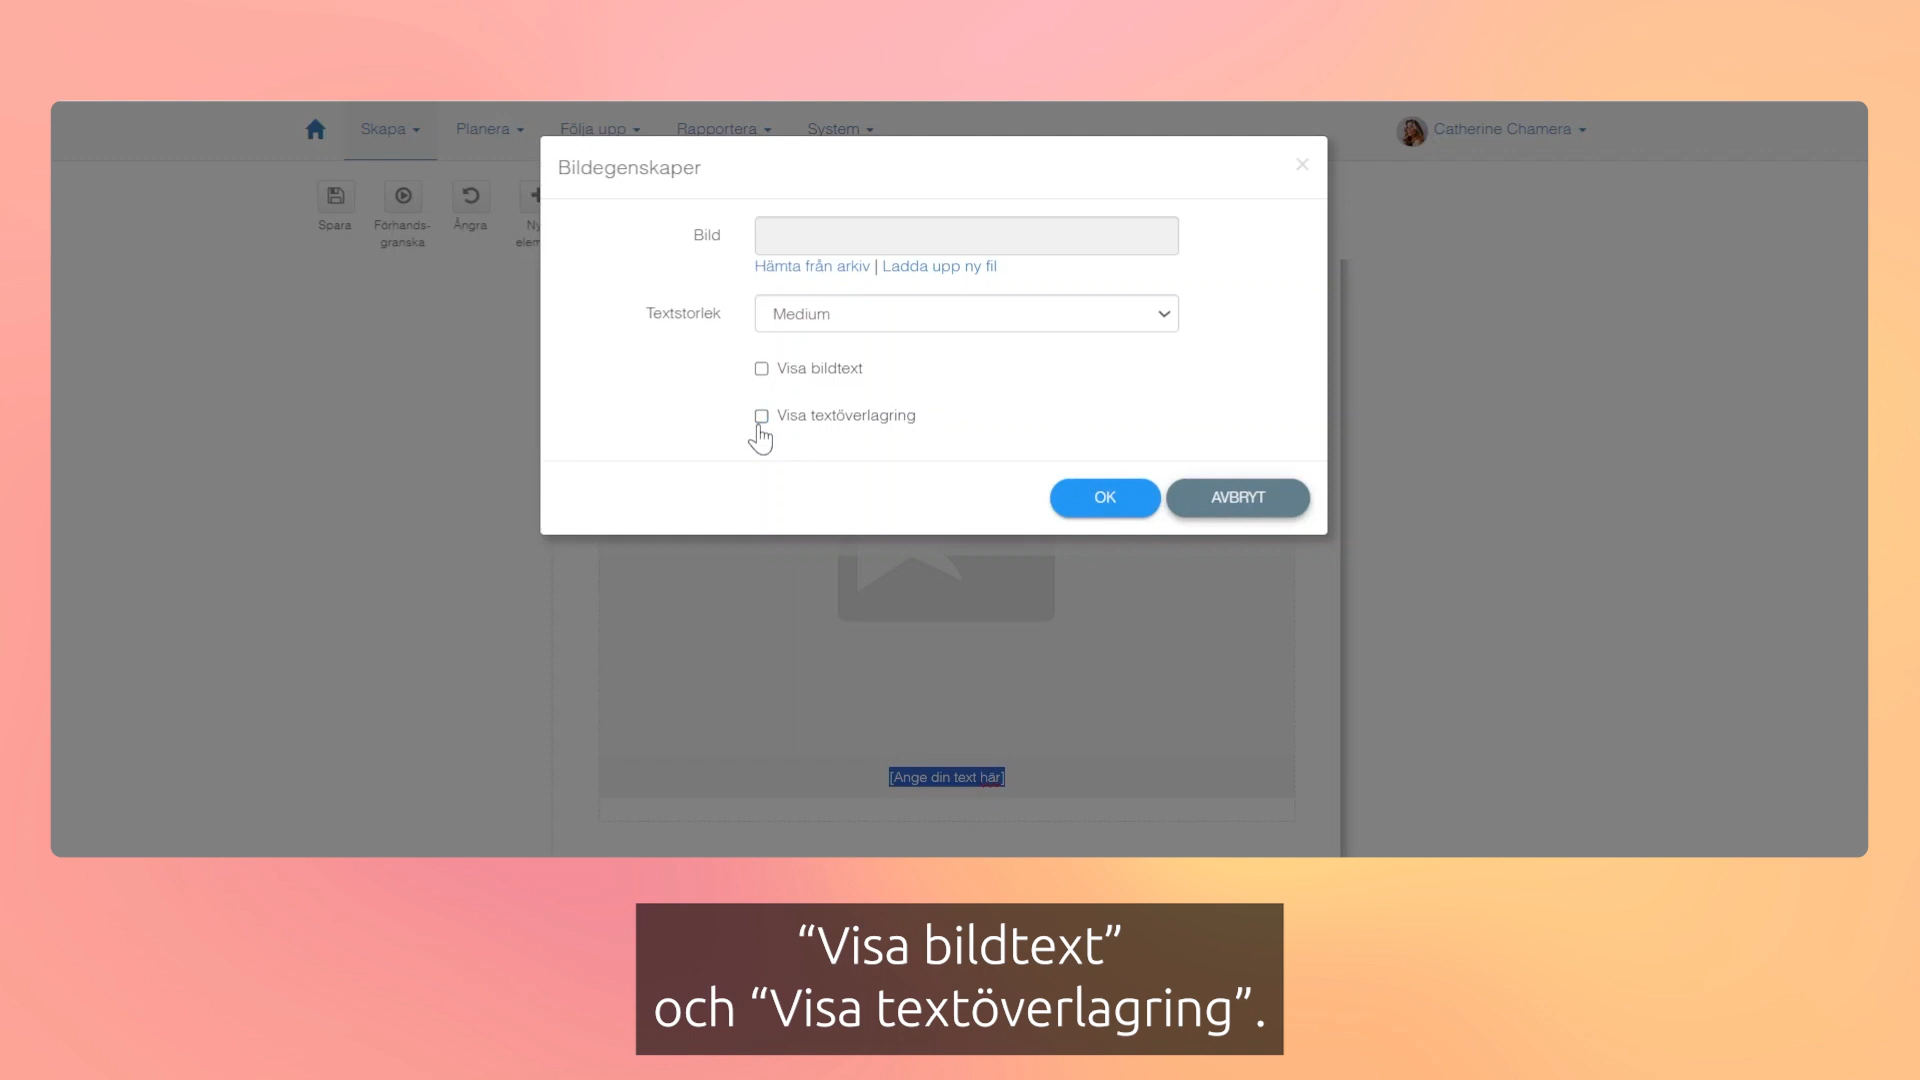 Skapa Planera Följa upp Rapportera System Catherine Chamera
Bildegenskaper
Spara Förhands-
granska Ångra Ny
elem
Bild
Hämta från arkiv | Ladda upp ny fil
Textstorlek Medium
Visa bildtext
Visa textöverlagring
OK AVBRYT
[Ange din text här]
“Visa bildtext”
och “Visa textöverlagring”.